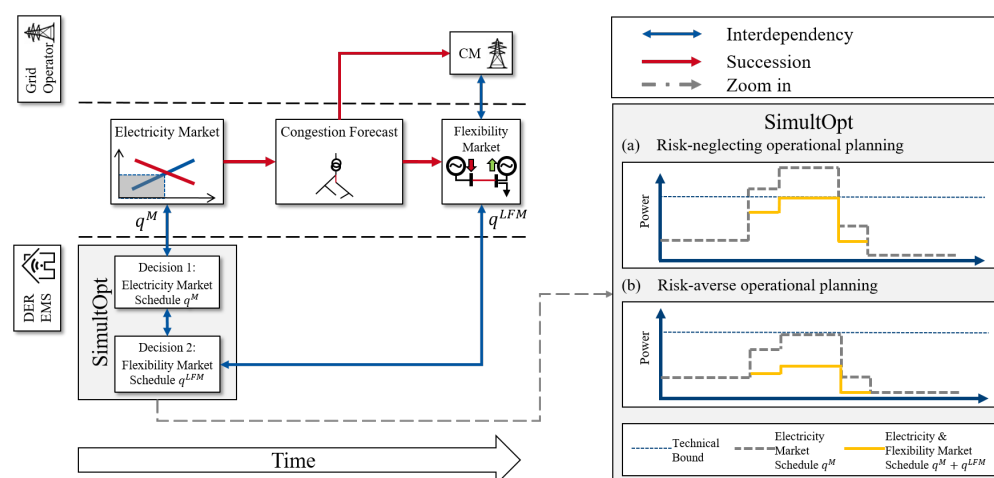 Grid
Operator
CM
Electricity Market
Congestion Forecast
Flexibility
Market
q^M
q^{LFM}
DER
EMS
SimultOpt
Decision 1:
Electricity Market
Schedule q^M
Decision 2:
Flexibility Market
Schedule q^{LFM}
Time
Interdependency
Succession
Zoom in
SimultOpt
(a) Risk-neglecting operational planning
Power
(b) Risk-averse operational planning
Power
Technical
Bound
Electricity
Market
Schedule q^M
Electricity &
Flexibility Market
Schedule q^M + q^{LFM}